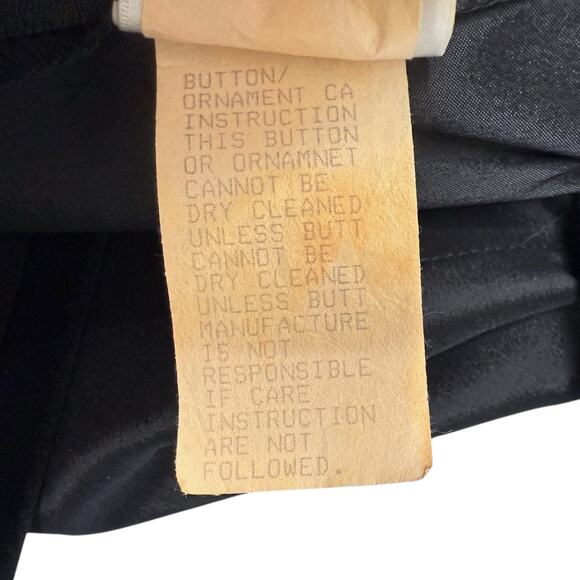 BUTTON/
ORNAMENT CA
INSTRUCTION
THIS BUTTON
OR ORNAMNET
CANNOT BE
DRY CLEANED
UNLESS BUTT
CANNOT BE
DRY CLEANED
UNLESS BUTT
MANUFACTURE
IS NOT
RESPONSIBLE
IF CARE
INSTRUCTION
ARE NOT
FOLLOWED.